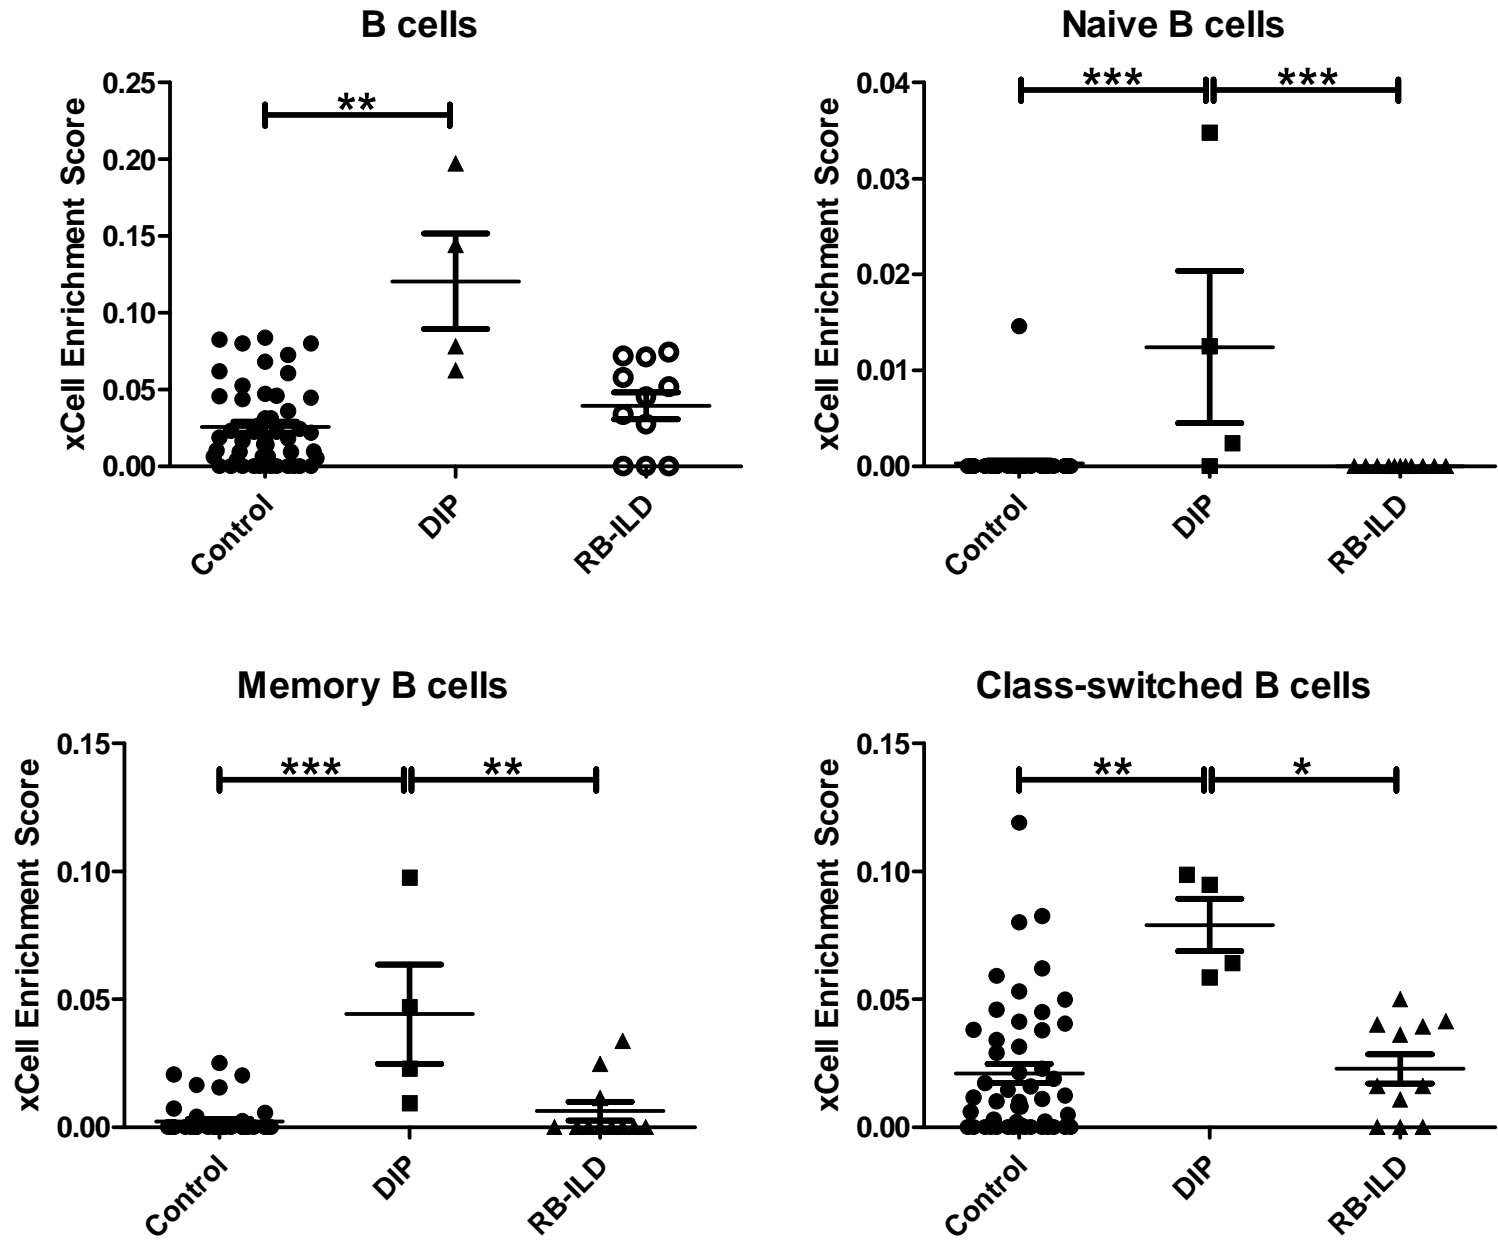 B cells
xCell Enrichment Score
0.25
0.20
0.15
0.10
0.05
0.00
**
Control
DIP
RB-ILD
Naive B cells
xCell Enrichment Score
0.04
0.03
0.02
0.01
0.00
***
***
Control
DIP
RB-ILD
Memory B cells
xCell Enrichment Score
0.15
0.10
0.05
0.00
***
**
Control
DIP
RB-ILD
Class-switched B cells
xCell Enrichment Score
0.15
0.10
0.05
0.00
**
*
Control
DIP
RB-ILD